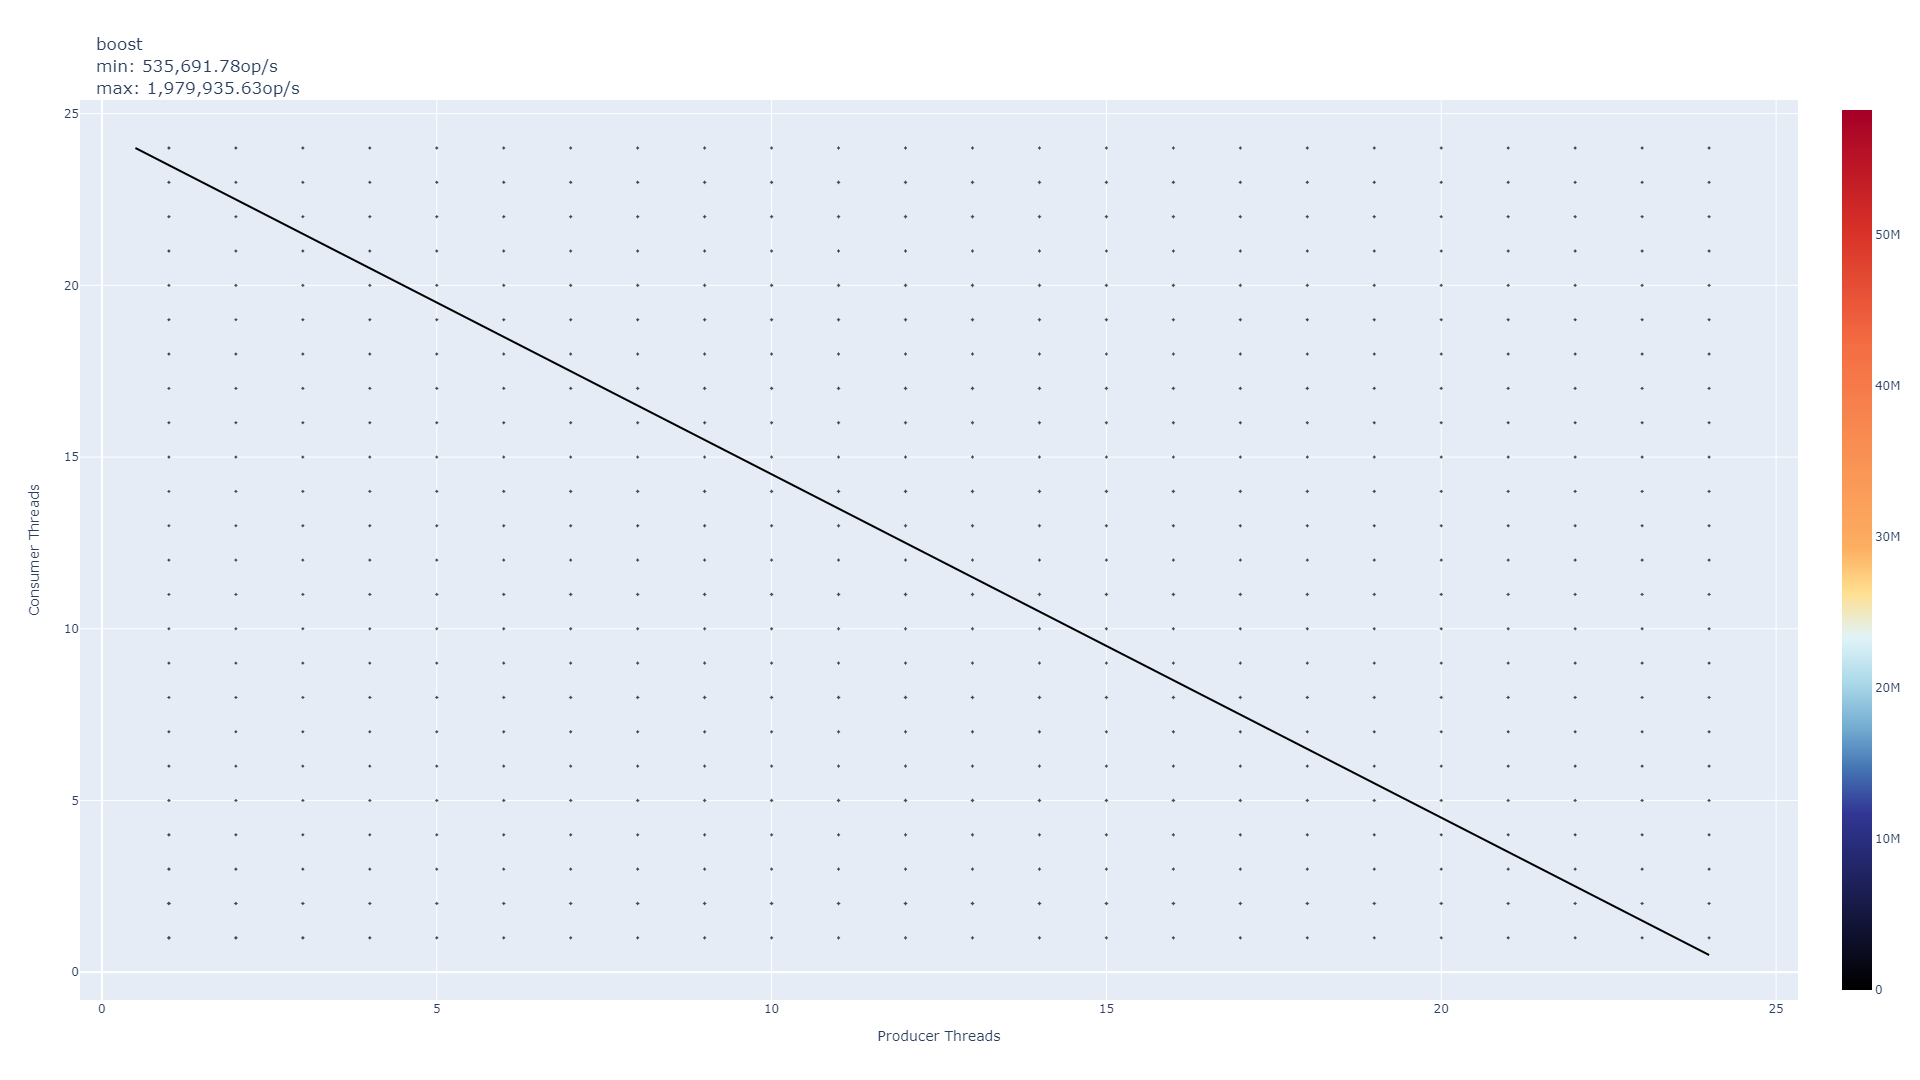 boost
min: 535,691.78op/s
max: 1,979,935.63op/s
25
20
15
10
5
0
Consumer Threads
0 5 10 15 20 25
Producer Threads
50M
40M
30M
20M
10M
0